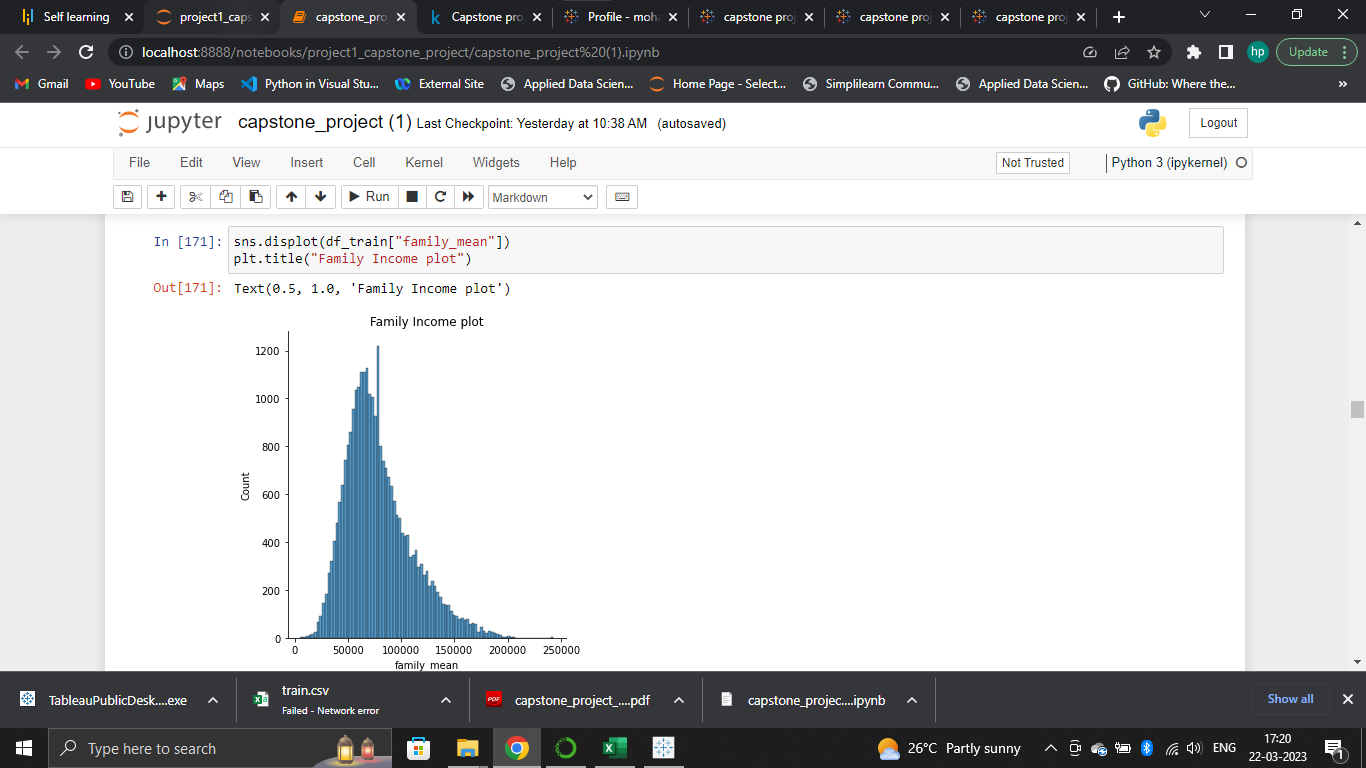 Self learning
project1_caps
capstone_pro
Capstone pro
Profile - moha
capstone pro
capstone pro
capstone pro
localhost:8888/notebooks/project1_capstone_project/capstone_project%20(1).ipynb
hp
Update
Gmail
YouTube
Maps
Python in Visual Stu...
External Site
Applied Data Scien...
Home Page - Select...
Simplilearn Commu...
Applied Data Scien...
GitHub: Where the...
»
jupyter
capstone_project (1) Last Checkpoint: Yesterday at 10:38 AM (autosaved)
Logout
File Edit View Insert Cell Kernel Widgets Help
Not Trusted
Python 3 (ipykernel)
Run
Markdown
In [171]: sns.displot(df_train["family_mean"])
plt.title("Family Income plot")
Out[171]: Text(0.5, 1.0, 'Family Income plot')
Family Income plot
1200
1000
800
600
400
200
0
Count
0 50000 100000 150000 200000 250000
family_mean
TableauPublicDesk....exe
train.csv
Failed - Network error
PDF
capstone_project_....pdf
capstone_projec....ipynb
Show all
Type here to search
26°C Partly sunny
ENG
17:20
22-03-2023
1